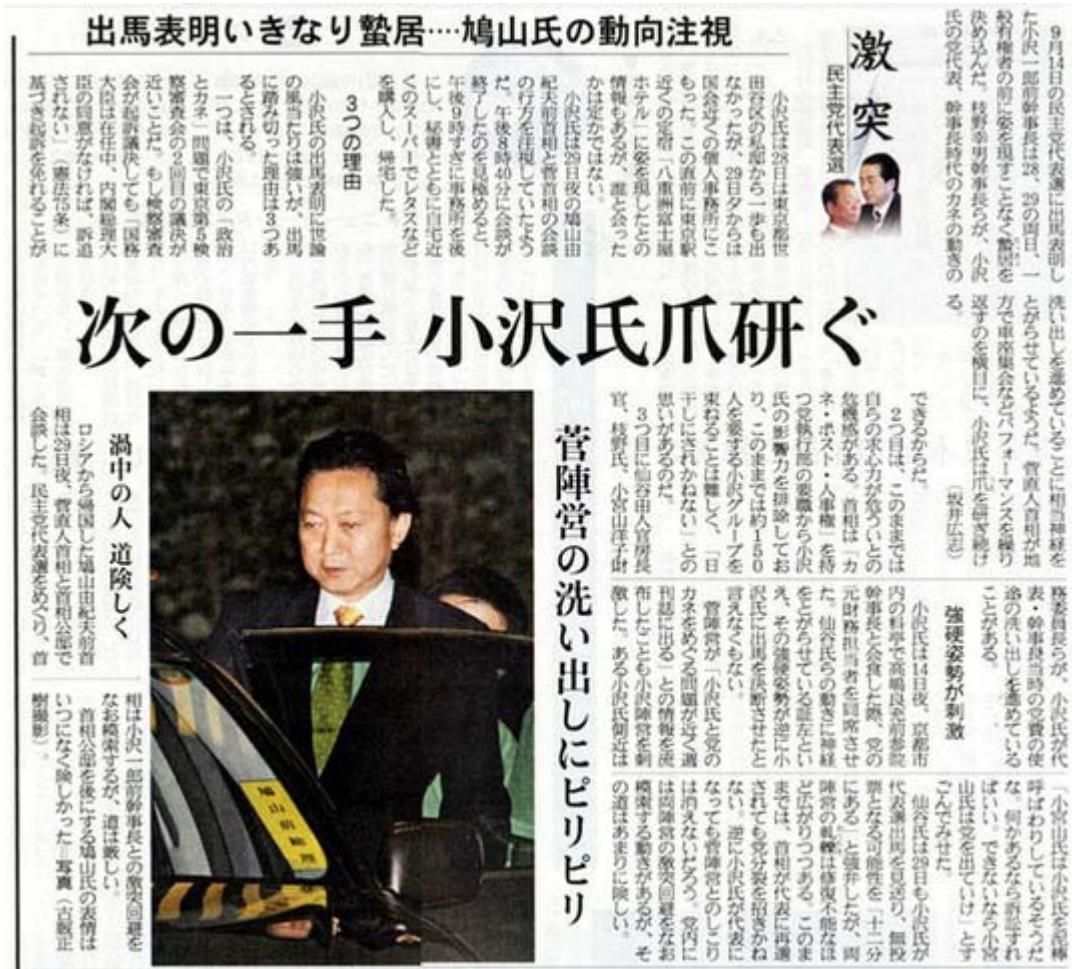 出馬表明いきなり蟄居‥‥鳩山氏の動向注視
激突
民主党代表選
次の一手 小沢氏爪研ぐ
菅陣営の洗い出しにピリピリ
9月14日の民主党代表選に出馬表明し
た小沢一郎前幹事長は28、29の両日、一
般有権者の前に姿を現すことなく蟄居を
決め込んだ。枝野幸男幹事長らが、小沢
氏の党代表、幹事長時代のカネの動きの
洗い出しを進めていることに相当神経を
とがらせているようだ。菅直人首相が地
方で車座集会などパフォーマンスを繰り
返すのを横目に、小沢氏は爪を研ぎ続け
る。
（坂井広志）
小沢氏は28日は東京都世
田谷区の私邸から一歩も出
なかったが、29日夕からは
国会近くの個人事務所にこ
もった。この直前に東京駅
近くの定宿「八重洲富士屋
ホテル」に姿を現したとの
情報もあるが、誰と会った
かは定かではない。
小沢氏は29日夜の鳩山由
紀夫前首相と菅首相の会談
の行方を注視していたよう
だ。午後8時40分に会談が
終了したのを見極めると、
午後9時すぎに事務所を後
にし、秘書とともに自宅近
くのスーパーでレタスなど
を購入し、帰宅した。
3つの理由
小沢氏の出馬表明に世論
の風当たりは強いが、出馬
に踏み切った理由は3つあ
るとされる。
一つは、小沢氏の「政治
とカネ」問題で東京第5検
察審査会の2回目の議決が
近いことだ。もし検察審査
会が起訴議決しても「国務
大臣は在任中、内閣総理大
臣の同意がなければ、訴追
されない」（憲法75条）に
基づき起訴を免れることが
できるからだ。
2つ目は、このままでは
自らの求心力が危ういとの
危機感がある。首相は「カ
ネ・ポスト・人事権」を持
つ党執行部の要職から小沢
氏の影響力を排除してお
り、このままでは約150
人を要する小沢グループを
束ねることは難しく、「日
干しにされかねない」との
思いがあるのだ。
3つ目に仙谷由人官房長
官、枝野氏、小宮山洋子財
務委員長らが、小沢氏が代
表・幹事長当時の党費の使
途の洗い出しを進めている
ことがある。
強硬姿勢が刺激
小沢氏は14日夜、京都市
内の料亭で高嶋良充前参院
幹事長と会食した際、党の
元財務担当者を同席させ
た。仙谷氏らの動きに神経
をとがらせている証左とい
え、その強硬姿勢が逆に小
沢氏に出馬を決断させたと
言えなくもない。
菅陣営が「小沢氏と党の
カネをめぐる問題が近く週
刊誌に出る」との情報を流
布したことも小沢陣営を刺
激した。ある小沢氏側近は
「小宮山氏は小沢氏を泥棒
呼ばわりしているそうだ
な。何かあるなら訴訟すれ
ばいい。できないなら小宮
山氏は党を出ていけ」とす
ごんでみせた。
仙谷氏は29日も小沢氏が
代表選出馬を見送り、無投
票となる可能性を「十二分
にある」と強弁したが、両
陣営の軋轢は修復不能なほ
ど広がりつつある。このま
までは、首相が代表に再選
されても党分裂を招きかね
ない。逆に小沢氏が代表に
なっても菅陣営とのしこり
は消えないだろう。党内に
は両陣営の激突回避をなお
模索する動きがあるが、そ
の道はあまりに険しい。
渦中の人 道険しく
ロシアから帰国した鳩山由紀夫前首
相は29日夜、菅直人首相と首相公邸で
会談した。民主党代表選をめぐり、首
相は小沢一郎前幹事長との激突回避を
なお模索するが、道は厳しい。
首相公邸を後にする鳩山氏の表情は
いつになく険しかった＝写真（古厩正
樹撮影）。
鳩山前総理